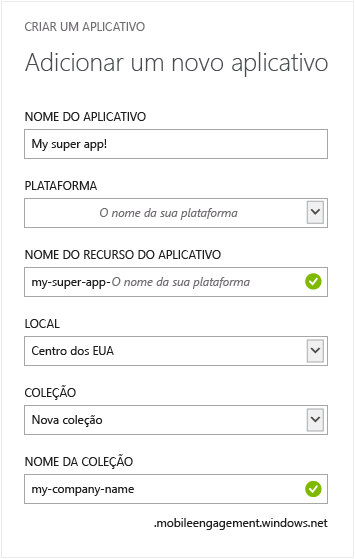 CRIAR UM APLICATIVO
Adicionar um novo aplicativo
NOME DO APLICATIVO
My super app!
PLATAFORMA
O nome da sua plataforma
NOME DO RECURSO DO APLICATIVO
my-super-app-O nome da sua plataforma
LOCAL
Centro dos EUA
COLEÇÃO
Nova coleção
NOME DA COLEÇÃO
my-company-name
.mobileengagement.windows.net